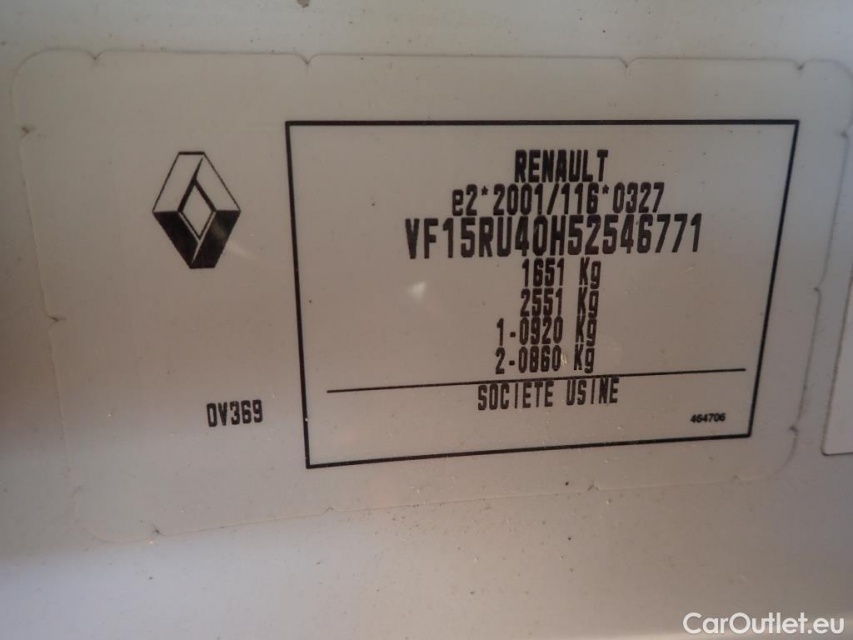 RENAULT
e2*2001/116*0327
VF15RU40H52546771
1651 Kg
2551 Kg
1-0920 Kg
2-0860 Kg
SOCIETE USINE
0V369
464706
CarOutlet.eu